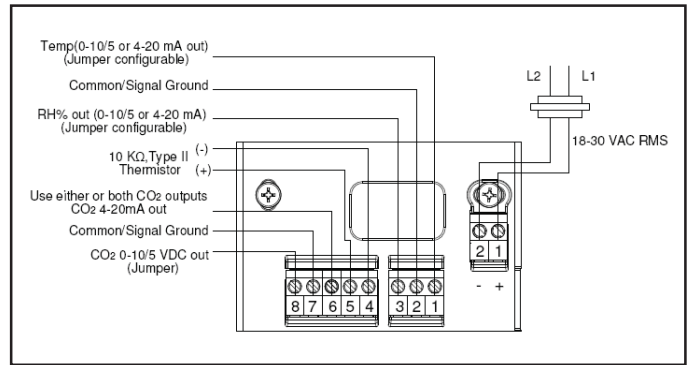 Temp(0-10/5 or 4-20 mA out)
(Jumper configurable)
Common/Signal Ground
RH% out (0-10/5 or 4-20 mA)
(Jumper configurable)
10 KΩ,Type II (-)
Thermistor (+)
Use either or both CO2 outputs
CO2 4-20mA out
Common/Signal Ground
CO2 0-10/5 VDC out
(Jumper)
L2 L1
18-30 VAC RMS
2 1
- +
8 7 6 5 4 3 2 1